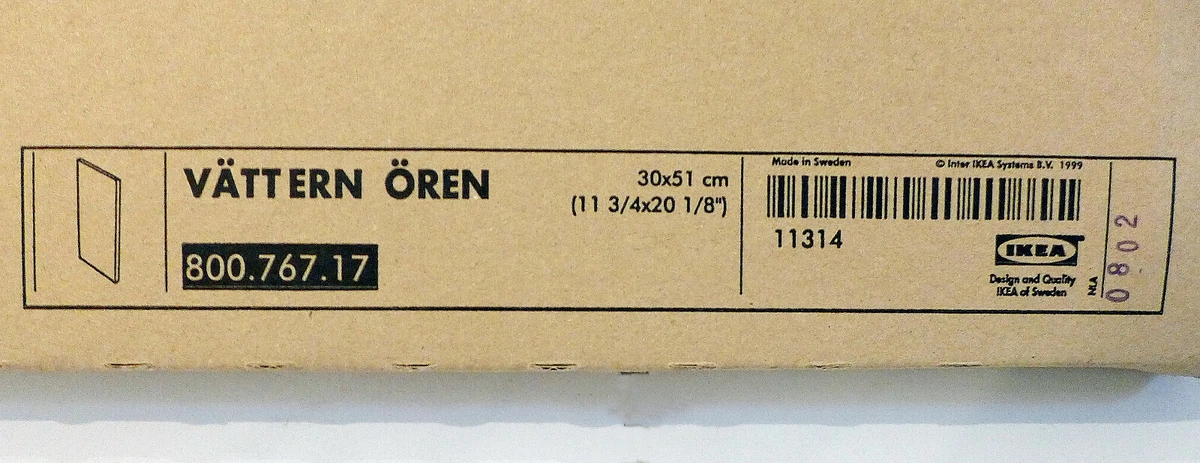 VÄTTERN ÖREN
30x51 cm
(11 3/4x20 1/8")
800.767.17
Made in Sweden
© Inter IKEA Systems B.V. 1999
11314
IKEA
Design and Quality
IKEA of Sweden
NLA
0802